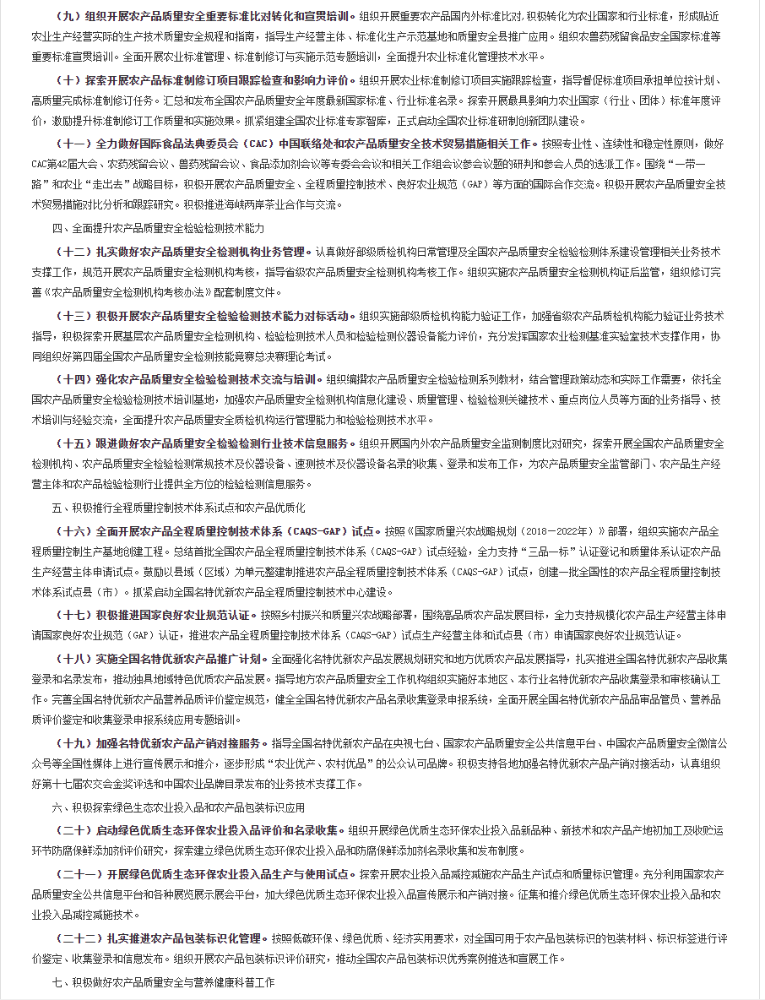 （九）组织开展农产品质量安全重要标准比对转化和宣贯培训。组织开展重要农产品国内外标准比对,积极转化为农业国家和行业标准，形成贴近
农业生产经营实际的生产技术质量安全规程和指南，指导生产经营主体、标准化生产示范基地和质量安全县推广应用。组织农兽药残留食品安全国家标准等
重要标准宣贯培训。全面开展农业标准管理、标准制修订与实施示范专题培训，全面提升农业标准化管理技术水平。
（十）探索开展农产品标准制修订项目跟踪检查和影响力评价。组织开展农业标准制修订项目实施跟踪检查，指导督促标准项目承担单位按计划、
高质量完成标准制修订任务。汇总和发布全国农产品质量安全年度最新国家标准、行业标准名录。探索开展最具影响力农业国家（行业、团体）标准年度评
价，激励提升标准制修订工作质量和实施效果。抓紧组建全国农业标准专家智库，正式启动全国农业标准研制创新团队建设。
（十一）全力做好国际食品法典委员会（CAC）中国联络处和农产品质量安全技术贸易措施相关工作。按照专业性、连续性和稳定性原则，做好
CAC第42届大会、农药残留会议、兽药残留会议、食品添加剂会议等专委会会议和相关工作组会议参会议题的研判和参会人员的选派工作。围绕“一带一
路”和农业“走出去”战略目标，积极开展农产品质量安全、全程质量控制技术、良好农业规范（GAP）等方面的国际合作交流。积极开展农产品质量安全技
术贸易措施对比分析和跟踪研究。积极推进海峡两岸茶业合作与交流。
四、全面提升农产品质量安全检验检测技术能力
（十二）扎实做好农产品质量安全检测机构业务管理。认真做好部级质检机构日常管理及全国农产品质量安全检验检测体系建设管理相关业务技术
支撑工作，规范开展农产品质量安全检测机构考核，指导省级农产品质量安全检测机构考核工作。组织实施农产品质量安全检测机构证后监管，组织修订完
善《农产品质量安全检测机构考核办法》配套制度文件。
（十三）积极开展农产品质量安全检验检测技术能力对标活动。组织实施部级质检机构能力验证工作，加强省级农产品质检机构能力验证业务技术
指导，积极探索开展基层农产品质量安全检测机构、检验检测技术人员和检验检测仪器设备能力评价，充分发挥国家农业检测基准实验室技术支撑作用，协
同组织好第四届全国农产品质量安全检测技能竞赛总决赛理论考试。
（十四）强化农产品质量安全检验检测技术交流与培训。组织编撰农产品质量安全检验检测系列教材，结合管理政策动态和实际工作需要，依托全
国农产品质量安全检验检测技术培训基地，加强农产品质量安全检测机构信息化建设、质量管理、检验检测关键技术、重点岗位人员等方面的业务指导、技
术培训与经验交流，全面提升农产品质量安全质检机构运行管理能力和检验检测技术水平。
（十五）跟进做好农产品质量安全检验检测行业技术信息服务。组织开展国内外农产品质量安全监测制度比对研究，探索开展全国农产品质量安全
检测机构、农产品质量安全检验检测常规技术及仪器设备、速测技术及仪器设备名录的收集、登录和发布工作，为农产品质量安全监管部门、农产品生产经
营主体和农产品检验检测行业提供全方位的检验检测信息服务。
五、积极推行全程质量控制技术体系试点和农产品优质化
（十六）全面开展农产品全程质量控制技术体系（CAQS-GAP）试点。按照《国家质量兴农战略规划（2018—2022年）》部署，组织实施农产品全
程质量控制生产基地创建工程。总结首批全国农产品全程质量控制技术体系（CAQS-GAP）试点经验，全力支持“三品一标”认证登记和质量体系认证农产品
生产经营主体申请试点。鼓励以县域（区域）为单元整建制推进农产品全程质量控制技术体系（CAQS-GAP）试点，创建一批全国性的农产品全程质量控制技
术体系试点县（市）。抓紧启动全国名特优新农产品全程质量控制技术中心建设。
（十七）积极推进国家良好农业规范认证。按照乡村振兴和质量兴农战略部署，围绕高品质农产品发展目标，全力支持规模化农产品生产经营主体申
请国家良好农业规范（GAP）认证，推进农产品全程质量控制技术体系（CAQS-GAP）试点生产经营主体和试点县（市）申请国家良好农业规范认证。
（十八）实施全国名特优新农产品推广计划。全面强化名特优新农产品发展规划研究和地方优质农产品发展指导，扎实推进全国名特优新农产品收集
登录和名录发布，推动独具地域特色优质农产品发展。指导地方农产品质量安全工作机构组织实施好本地区、本行业名特优新农产品收集登录和审核确认工
作。完善全国名特优新农产品营养品质评价鉴定规范，健全全国名特优新农产品名录收集登录申报系统，全面开展全国名特优新农产品品审品管员、营养品
质评价鉴定和收集登录申报系统应用专题培训。
（十九）加强名特优新农产品产销对接服务。指导全国名特优新农产品在央视七台、国家农产品质量安全公共信息平台、中国农产品质量安全微信公
众号等全国性媒体上进行宣传展示和推介，逐步形成“农业优产、农村优品”的公众认可品牌。积极支持各地加强名特优新农产品产销对接活动，认真组织
好第十七届农交会金奖评选和中国农业品牌目录发布的业务技术支撑工作。
六、积极探索绿色生态农业投入品和农产品包装标识应用
（二十）启动绿色优质生态环保农业投入品评价和名录收集。组织开展绿色优质生态环保农业投入品新品种、新技术和农产品产地初加工及收贮运
环节防腐保鲜添加剂评价研究，探索建立绿色优质生态环保农业投入品和防腐保鲜添加剂名录收集和发布制度。
（二十一）开展绿色优质生态环保农业投入品生产与使用试点。探索开展农业投入品减控减施农产品生产试点和质量标识管理。充分利用国家农产
品质量安全公共信息平台和各种展览展示展会平台，加大绿色优质生态环保农业投入品宣传展示和产销对接。征集和推介绿色优质生态环保农业投入品和农
业投入品减控减施技术。
（二十二）扎实推进农产品包装标识化管理。按照低碳环保、绿色优质、经济实用要求，对全国可用于农产品包装标识的包装材料、标识标签进行评
价鉴定、收集登录和信息发布。组织开展农产品包装标识评价研究，推动全国农产品包装标识优秀案例推选和宣展工作。
七、积极做好农产品质量安全与营养健康科普工作